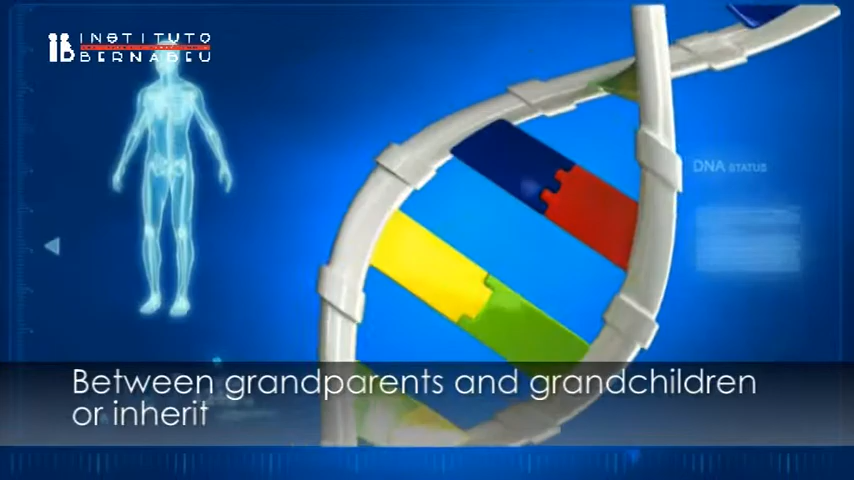 INSTITUTO
BERNABEU
DNA STATUS
Between grandparents and grandchildren
or inherit